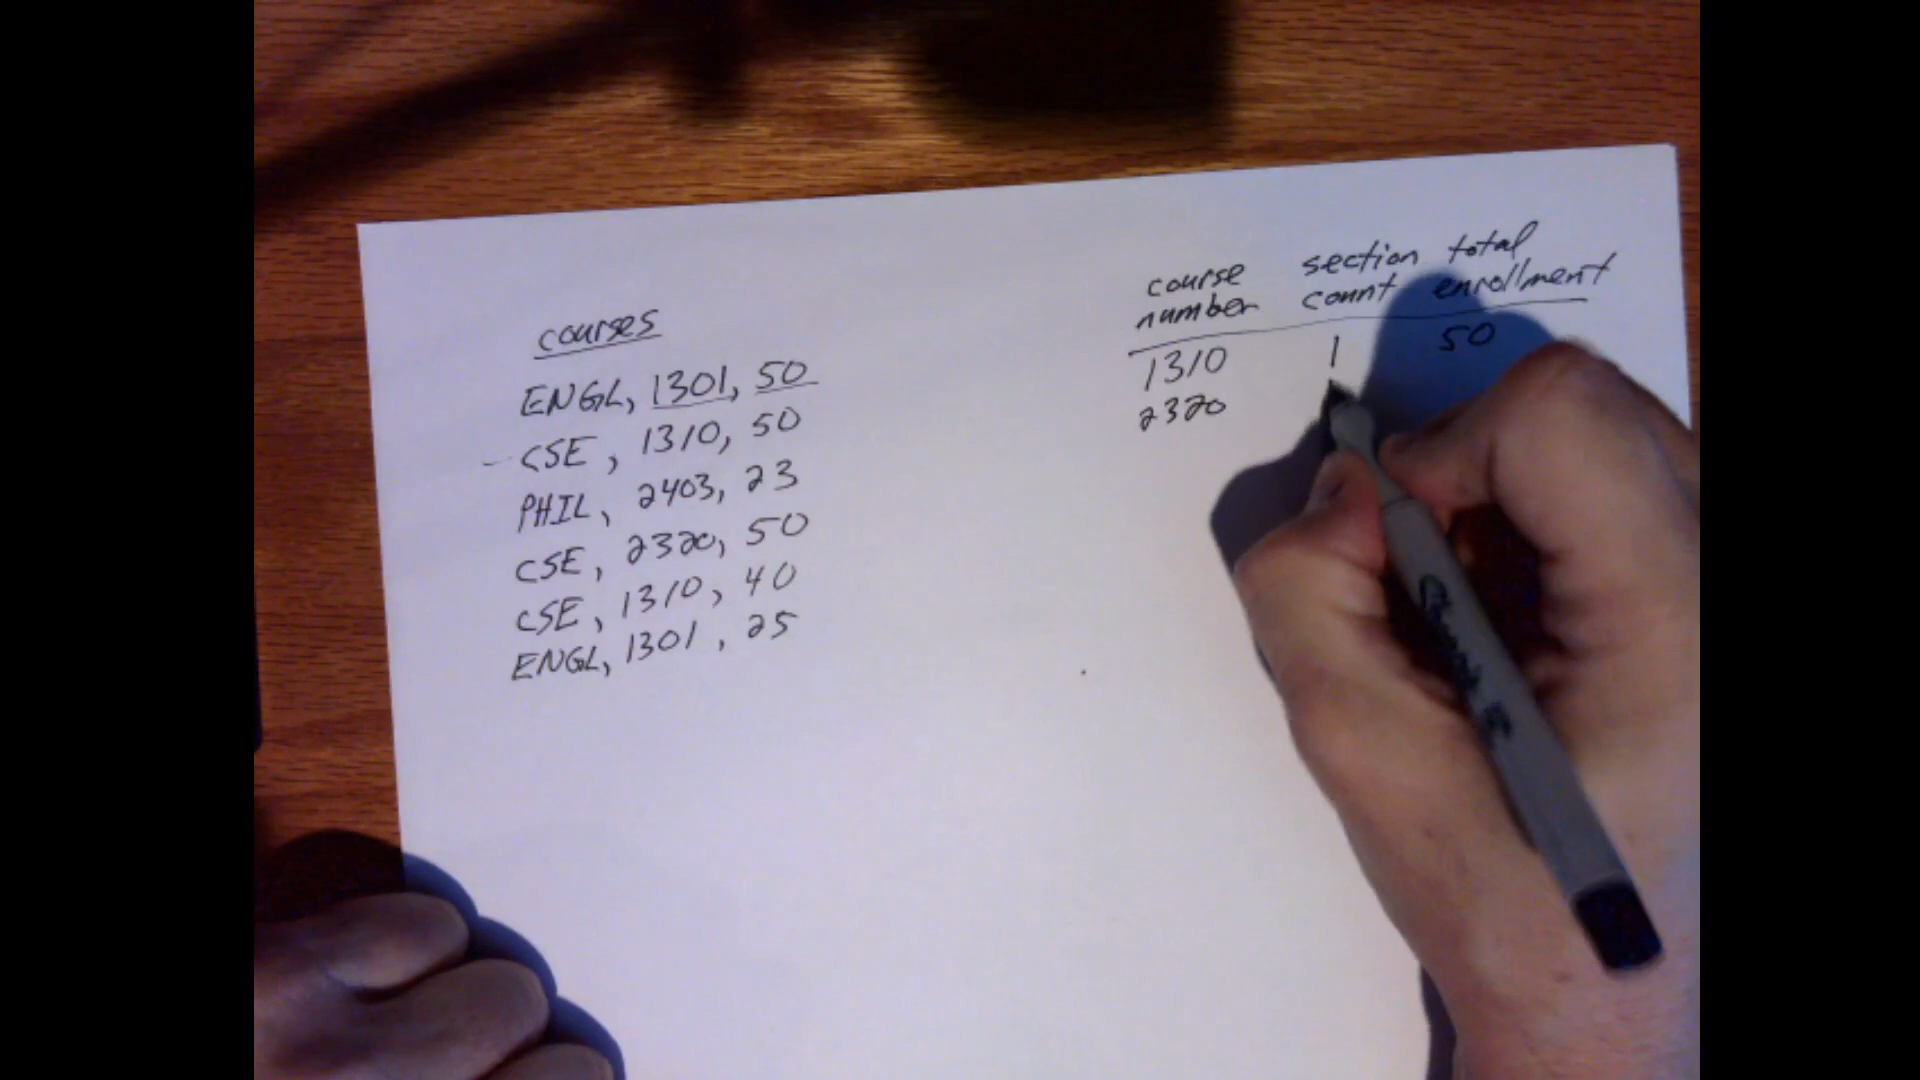 courses
ENGL, 1301, 50
CSE, 1310, 50
PHIL, 2403, 23
CSE, 2320, 50
CSE, 1310, 40
ENGL, 1301, 25
course section total
number count enrollment
1310 1 50
2320